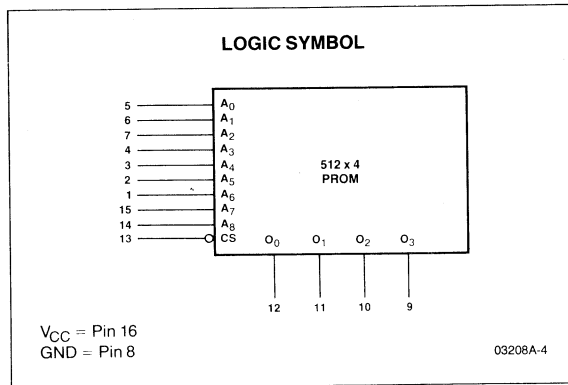 LOGIC SYMBOL
5 A0
6 A1
7 A2
4 A3
3 A4
2 A5
1 A6
15 A7
14 A8
13 CS
512 x 4
PROM
O0 O1 O2 O3
12 11 10 9
VCC = Pin 16
GND = Pin 8
03208A-4